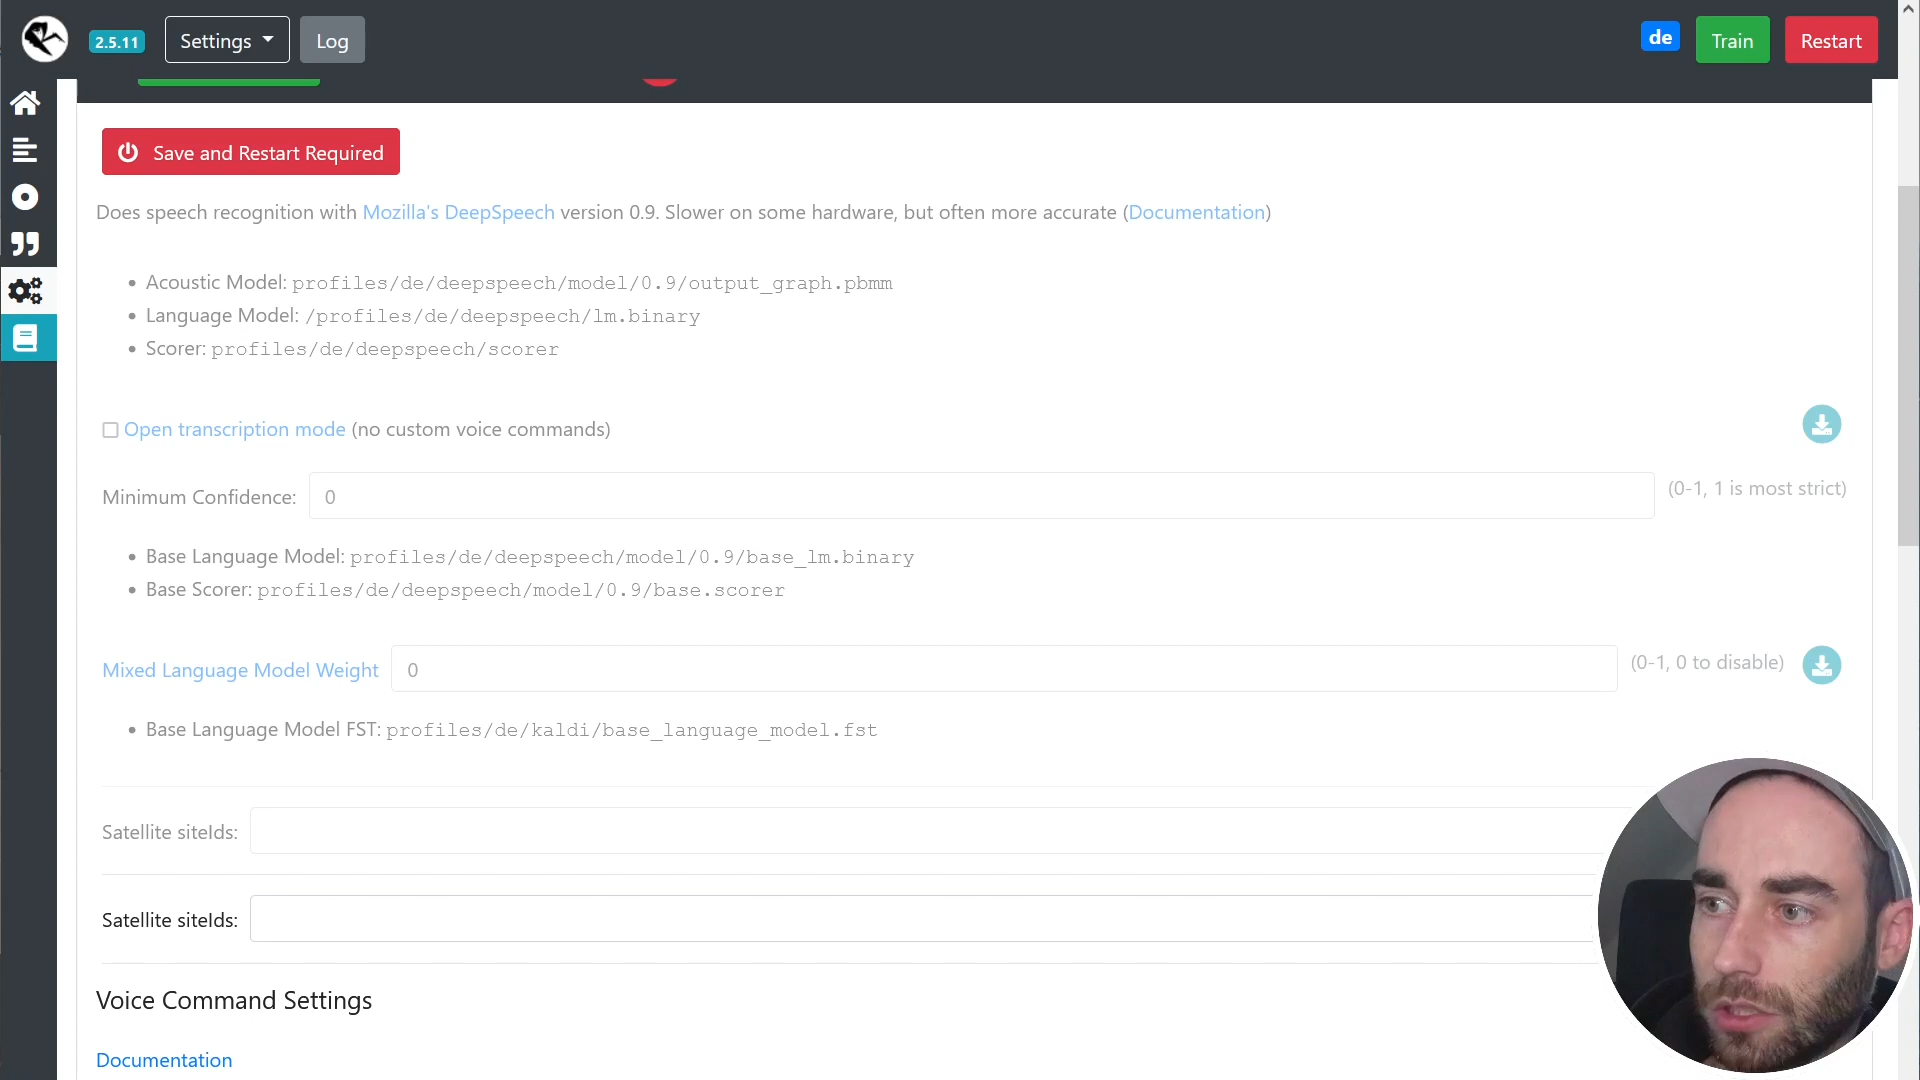 2.5.11 Settings Log de Train Restart
Save and Restart Required
Does speech recognition with Mozilla's DeepSpeech version 0.9. Slower on some hardware, but often more accurate (Documentation)
Acoustic Model: profiles/de/deepspeech/model/0.9/output_graph.pbmm
Language Model: /profiles/de/deepspeech/lm.binary
Scorer: profiles/de/deepspeech/scorer
Open transcription mode (no custom voice commands)
Minimum Confidence: 0 (0-1, 1 is most strict)
Base Language Model: profiles/de/deepspeech/model/0.9/base_lm.binary
Base Scorer: profiles/de/deepspeech/model/0.9/base.scorer
Mixed Language Model Weight 0 (0-1, 0 to disable)
Base Language Model FST: profiles/de/kaldi/base_language_model.fst
Satellite siteIds:
Satellite siteIds:
Voice Command Settings
Documentation